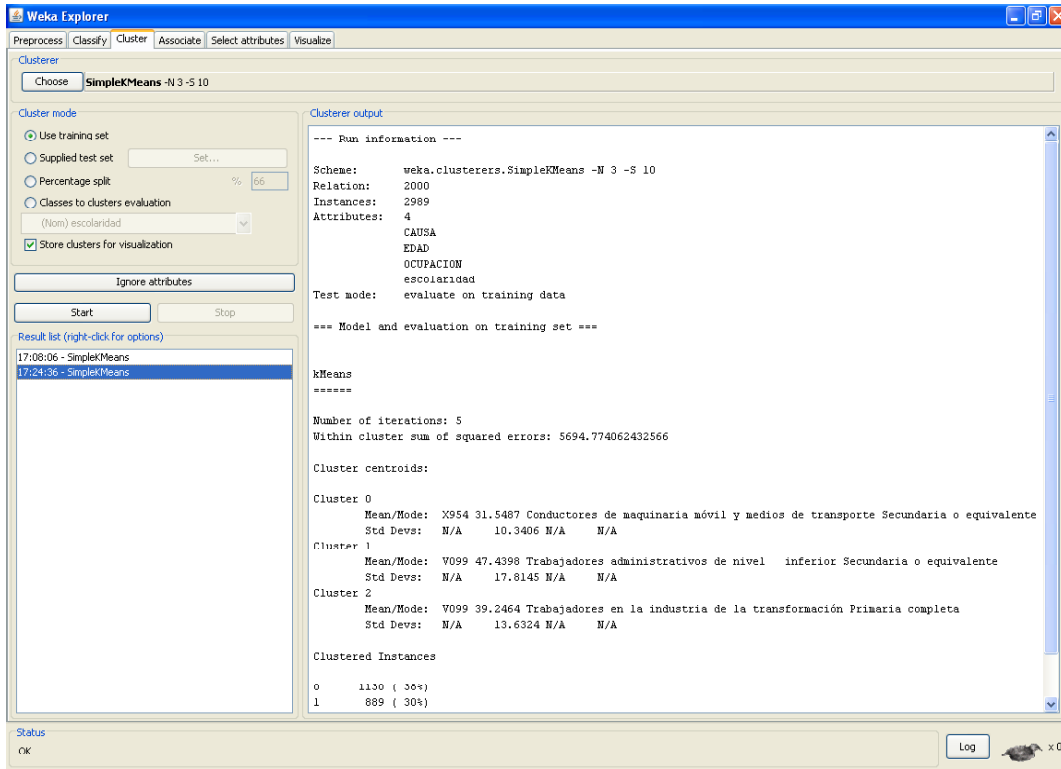 Weka Explorer
Preprocess Classify Cluster Associate Select attributes Visualize
Clusterer
Choose SimpleKMeans -N 3 -S 10
Cluster mode
Use training set
Supplied test set Set...
Percentage split % 66
Classes to clusters evaluation
(Nom) escolaridad
Store clusters for visualization
Ignore attributes
Start Stop
Result list (right-click for options)
17:08:06 - SimpleKMeans
17:24:36 - SimpleKMeans
Clusterer output
--- Run information ---
Scheme: weka.clusterers.SimpleKMeans -N 3 -S 10
Relation: 2000
Instances: 2989
Attributes: 4
CAUSA
EDAD
OCUPACION
escolaridad
Test mode: evaluate on training data
=== Model and evaluation on training set ===
kMeans
======
Number of iterations: 5
Within cluster sum of squared errors: 5694.774062432566
Cluster centroids:
Cluster 0
Mean/Mode: X954 31.5487 Conductores de maquinaria móvil y medios de transporte Secundaria o equivalente
Std Devs: N/A 10.3406 N/A N/A
Cluster 1
Mean/Mode: V099 47.4398 Trabajadores administrativos de nivel inferior Secundaria o equivalente
Std Devs: N/A 17.8145 N/A N/A
Cluster 2
Mean/Mode: V099 39.2464 Trabajadores en la industria de la transformación Primaria completa
Std Devs: N/A 13.6324 N/A N/A
Clustered Instances
0 1130 ( 38%)
1 889 ( 30%)
Status
OK
Log
x 0